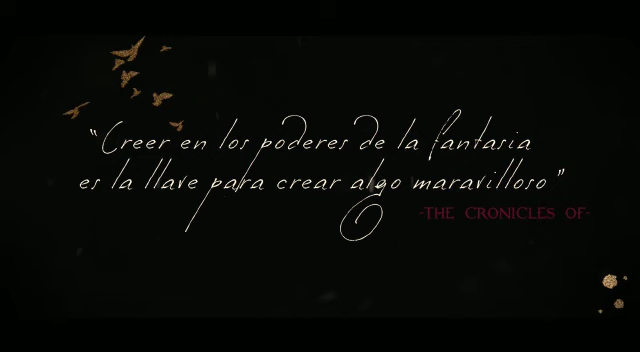 “Creer en los poderes de la fantasia
es la llave para crear algo maravilloso”
-THE CRONICLES OF-